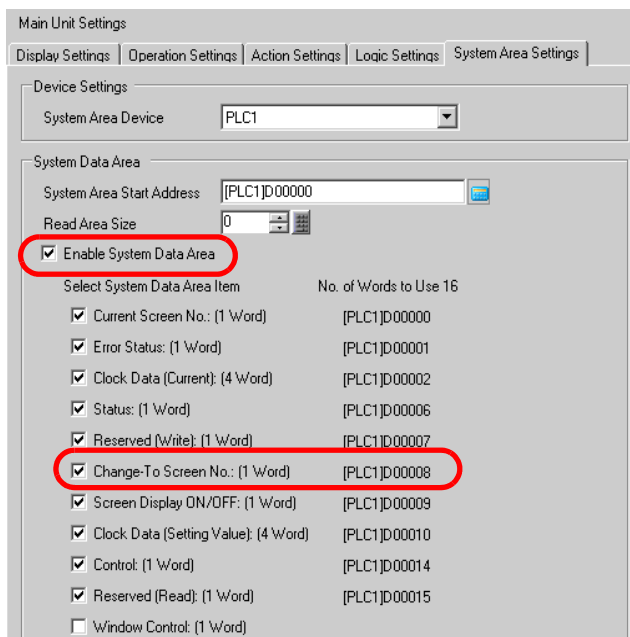 Main Unit Settings
Display Settings Operation Settings Action Settings Logic Settings System Area Settings
Device Settings
System Area Device PLC1
System Data Area
System Area Start Address [PLC1]D00000
Read Area Size 0
Enable System Data Area
Select System Data Area Item No. of Words to Use 16
Current Screen No.: (1 Word) [PLC1]D00000
Error Status: (1 Word) [PLC1]D00001
Clock Data (Current): (4 Word) [PLC1]D00002
Status: (1 Word) [PLC1]D00006
Reserved (Write): (1 Word) [PLC1]D00007
Change-To Screen No.: (1 Word) [PLC1]D00008
Screen Display ON/OFF: (1 Word) [PLC1]D00009
Clock Data (Setting Value): (4 Word) [PLC1]D00010
Control: (1 Word) [PLC1]D00014
Reserved (Read): (1 Word) [PLC1]D00015
Window Control: (1 Word)